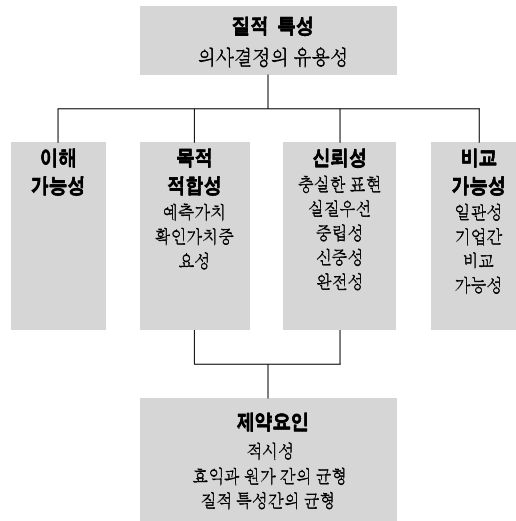 질적 특성
의사결정의 유용성
이해
가능성
목적
적합성
예측가치
확인가치중
요성
신뢰성
충실한 표현
실질우선
중립성
신중성
완전성
비교
가능성
일관성
기업간
비교
가능성
제약요인
적시성
효익과 원가 간의 균형
질적 특성간의 균형